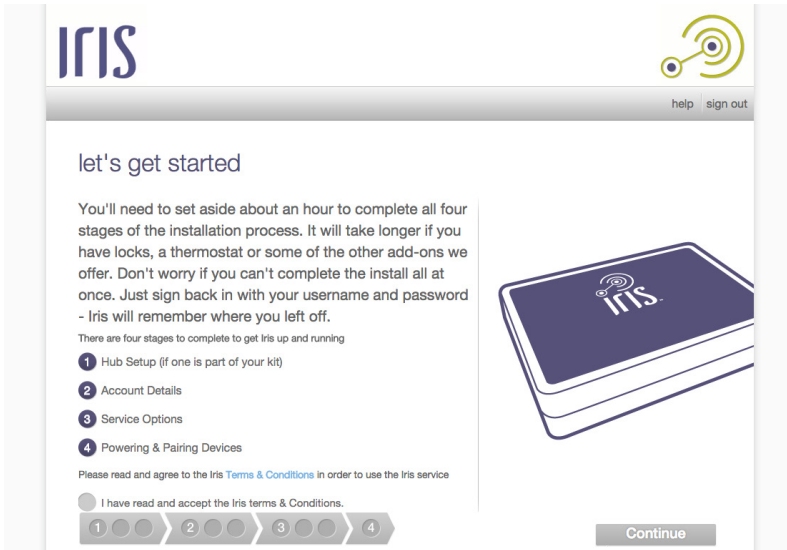 IRIS
help sign out
let's get started
You'll need to set aside about an hour to complete all four
stages of the installation process. It will take longer if you
have locks, a thermostat or some of the other add-ons we
offer. Don't worry if you can't complete the install all at
once. Just sign back in with your username and password
- Iris will remember where you left off.
There are four stages to complete to get Iris up and running
1 Hub Setup (if one is part of your kit)
2 Account Details
3 Service Options
4 Powering & Pairing Devices
Please read and agree to the Iris Terms & Conditions in order to use the Iris service
I have read and accept the Iris terms & Conditions.
1 2 3 4
Continue
IRIS™